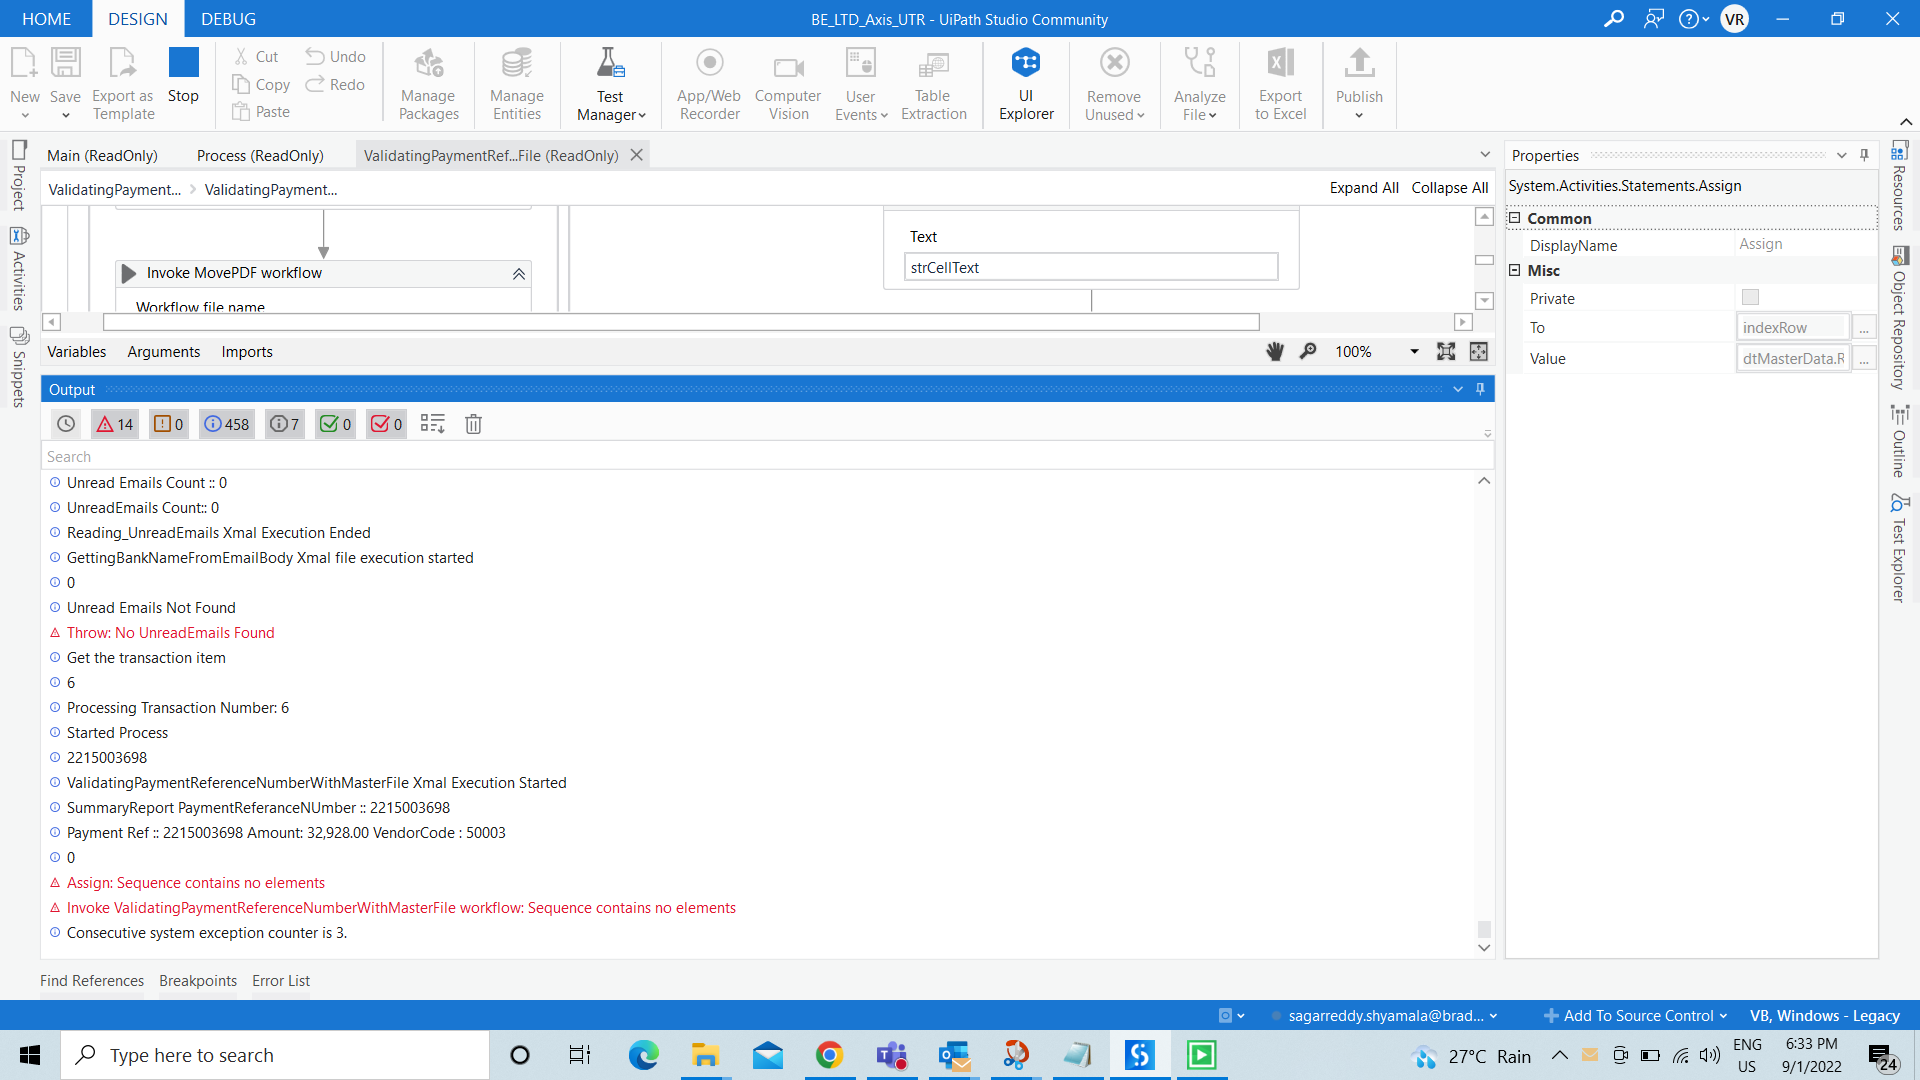 HOME DESIGN DEBUG BE_LTD_Axis_UTR - UiPath Studio Community VR
New Save Export as Template Stop Cut Copy Paste Undo Redo Manage Packages Manage Entities Test Manager App/Web Recorder Computer Vision User Events Table Extraction UI Explorer Remove Unused Analyze File Export to Excel Publish
Main (ReadOnly) Process (ReadOnly) ValidatingPaymentRef...File (ReadOnly)
ValidatingPayment... ValidatingPayment... Expand All Collapse All
Text
strCellText
Invoke MovePDF workflow
Workflow file name
Variables Arguments Imports 100%
Output
14 0 458 7 0 0
Search
Unread Emails Count :: 0
UnreadEmails Count:: 0
Reading_UnreadEmails Xmal Execution Ended
GettingBankNameFromEmailBody Xmal file execution started
0
Unread Emails Not Found
Throw: No UnreadEmails Found
Get the transaction item
6
Processing Transaction Number: 6
Started Process
2215003698
ValidatingPaymentReferenceNumberWithMasterFile Xmal Execution Started
SummaryReport PaymentReferanceNUmber :: 2215003698
Payment Ref :: 2215003698 Amount: 32,928.00 VendorCode : 50003
0
Assign: Sequence contains no elements
Invoke ValidatingPaymentReferenceNumberWithMasterFile workflow: Sequence contains no elements
Consecutive system exception counter is 3.
Find References Breakpoints Error List
Project
Activities
Snippets
Properties
System.Activities.Statements.Assign
Common
DisplayName Assign
Misc
Private
To indexRow ...
Value dtMasterData.R ...
Resources
Object Repository
Outline
Test Explorer
sagarreddy.shyamala@brad... Add To Source Control VB, Windows - Legacy
Type here to search 27°C Rain ENG US 6:33 PM 9/1/2022 24